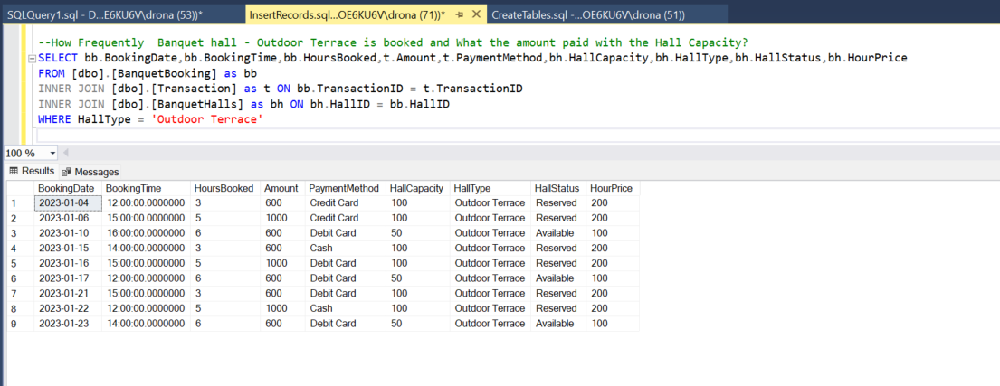 SQLQuery1.sql - D...E6KU6V\drona (53))* InsertRecords.sql...OE6KU6V\drona (71))* CreateTables.sql -...OE6KU6V\drona (51))
--How Frequently  Banquet hall - Outdoor Terrace is booked and What the amount paid with the Hall Capacity?
SELECT bb.BookingDate,bb.BookingTime,bb.HoursBooked,t.Amount,t.PaymentMethod,bh.HallCapacity,bh.HallType,bh.HallStatus,bh.HourPrice
FROM [dbo].[BanquetBooking] as bb
INNER JOIN [dbo].[Transaction] as t ON bb.TransactionID = t.TransactionID
INNER JOIN [dbo].[BanquetHalls] as bh ON bh.HallID = bb.HallID
WHERE HallType = 'Outdoor Terrace'
100 %
Results Messages
BookingDate BookingTime HoursBooked Amount PaymentMethod HallCapacity HallType HallStatus HourPrice
1 2023-01-04 12:00:00.0000000 3 600 Credit Card 100 Outdoor Terrace Reserved 200
2 2023-01-06 15:00:00.0000000 5 1000 Credit Card 100 Outdoor Terrace Reserved 200
3 2023-01-10 16:00:00.0000000 6 600 Debit Card 50 Outdoor Terrace Available 100
4 2023-01-15 14:00:00.0000000 3 600 Cash 100 Outdoor Terrace Reserved 200
5 2023-01-16 15:00:00.0000000 5 1000 Debit Card 100 Outdoor Terrace Reserved 200
6 2023-01-17 12:00:00.0000000 6 600 Debit Card 50 Outdoor Terrace Available 100
7 2023-01-21 15:00:00.0000000 3 600 Debit Card 100 Outdoor Terrace Reserved 200
8 2023-01-22 12:00:00.0000000 5 1000 Cash 100 Outdoor Terrace Reserved 200
9 2023-01-23 14:00:00.0000000 6 600 Debit Card 50 Outdoor Terrace Available 100